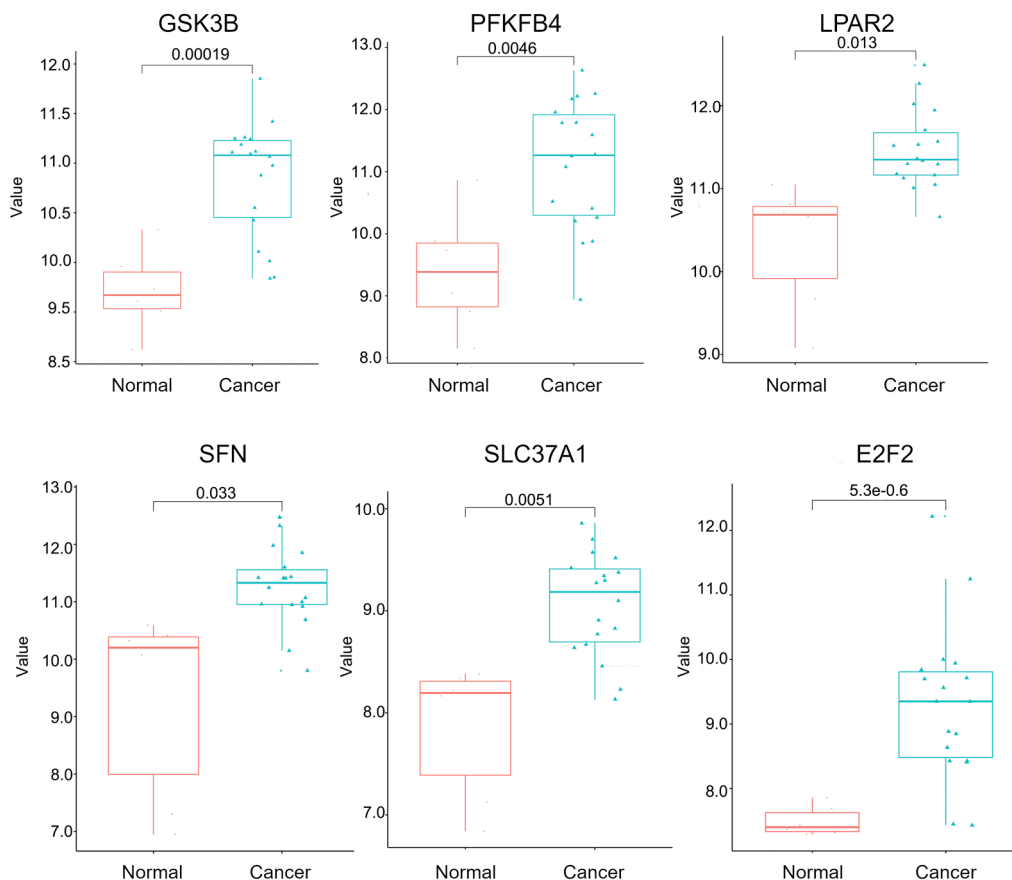 GSK3B
PFKFB4
LPAR2
0.00019
0.0046
0.013
Value
12.0
11.5
11.0
10.5
10.0
9.5
8.5
Normal
Cancer
Value
13.0
12.0
11.0
10.0
9.0
8.0
Normal
Cancer
Value
12.0
11.0
10.0
9.0
Normal
Cancer
SFN
SLC37A1
E2F2
0.033
0.0051
5.3e-0.6
Value
13.0
12.0
11.0
10.0
9.0
8.0
7.0
Normal
Cancer
Value
10.0
9.0
8.0
7.0
Normal
Cancer
Value
12.0
11.0
10.0
9.0
8.0
Normal
Cancer